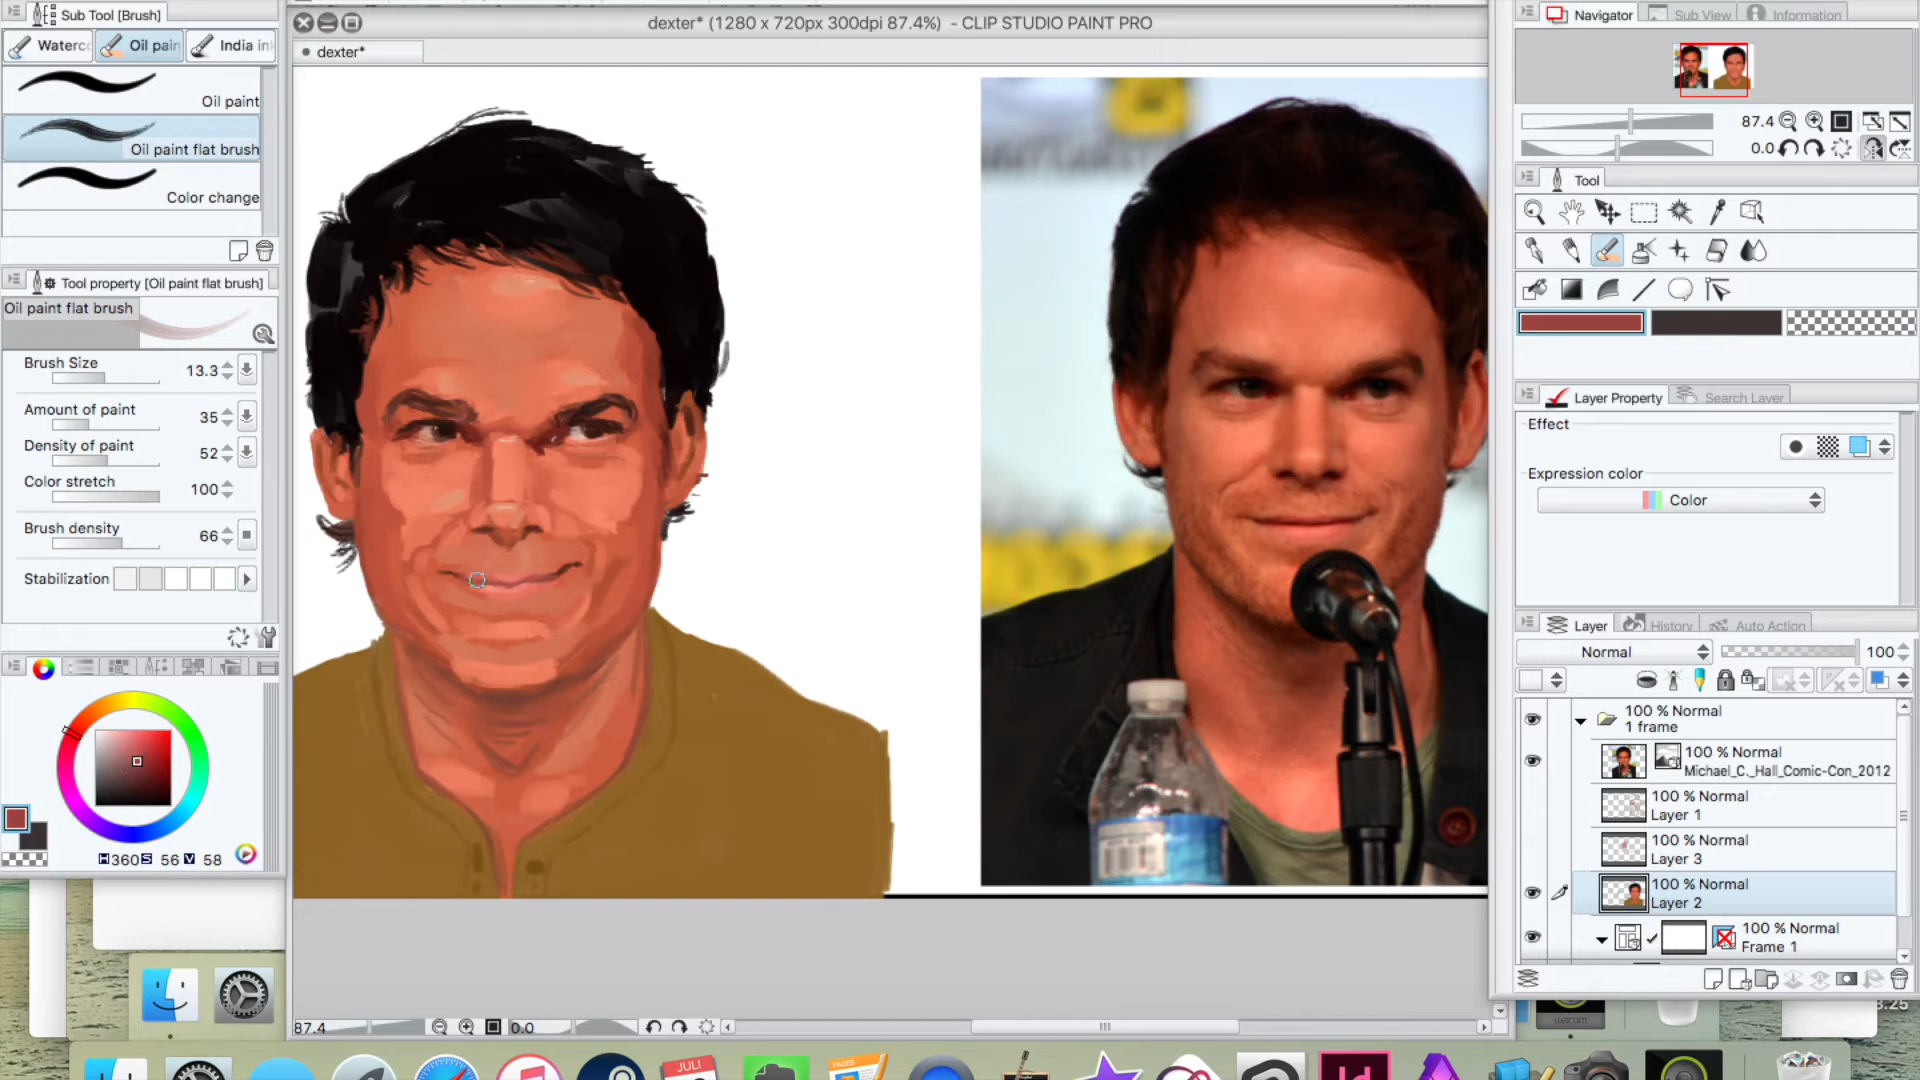 Sub Tool [Brush]
Waterc
Oil pain
India in
Oil paint
Oil paint flat brush
Color change
Tool property [Oil paint flat brush]
Oil paint flat brush
Brush Size 13.3
Amount of paint 35
Density of paint 52
Color stretch 100
Brush density 66
Stabilization
H360 S 56 V 58
dexter* (1280 x 720px 300dpi 87.4%) - CLIP STUDIO PAINT PRO
dexter*
87.4
0.0
Navigator
Sub View
Information
87.4
0.0
Tool
Layer Property
Search Layer
Effect
Expression color
Color
Layer
History
Auto Action
Normal
100
100 % Normal
1 frame
100 % Normal
Michael_C._Hall_Comic-Con_2012
100 % Normal
Layer 1
100 % Normal
Layer 3
100 % Normal
Layer 2
100 % Normal
Frame 1
JULI
PAGES
Id
wacom